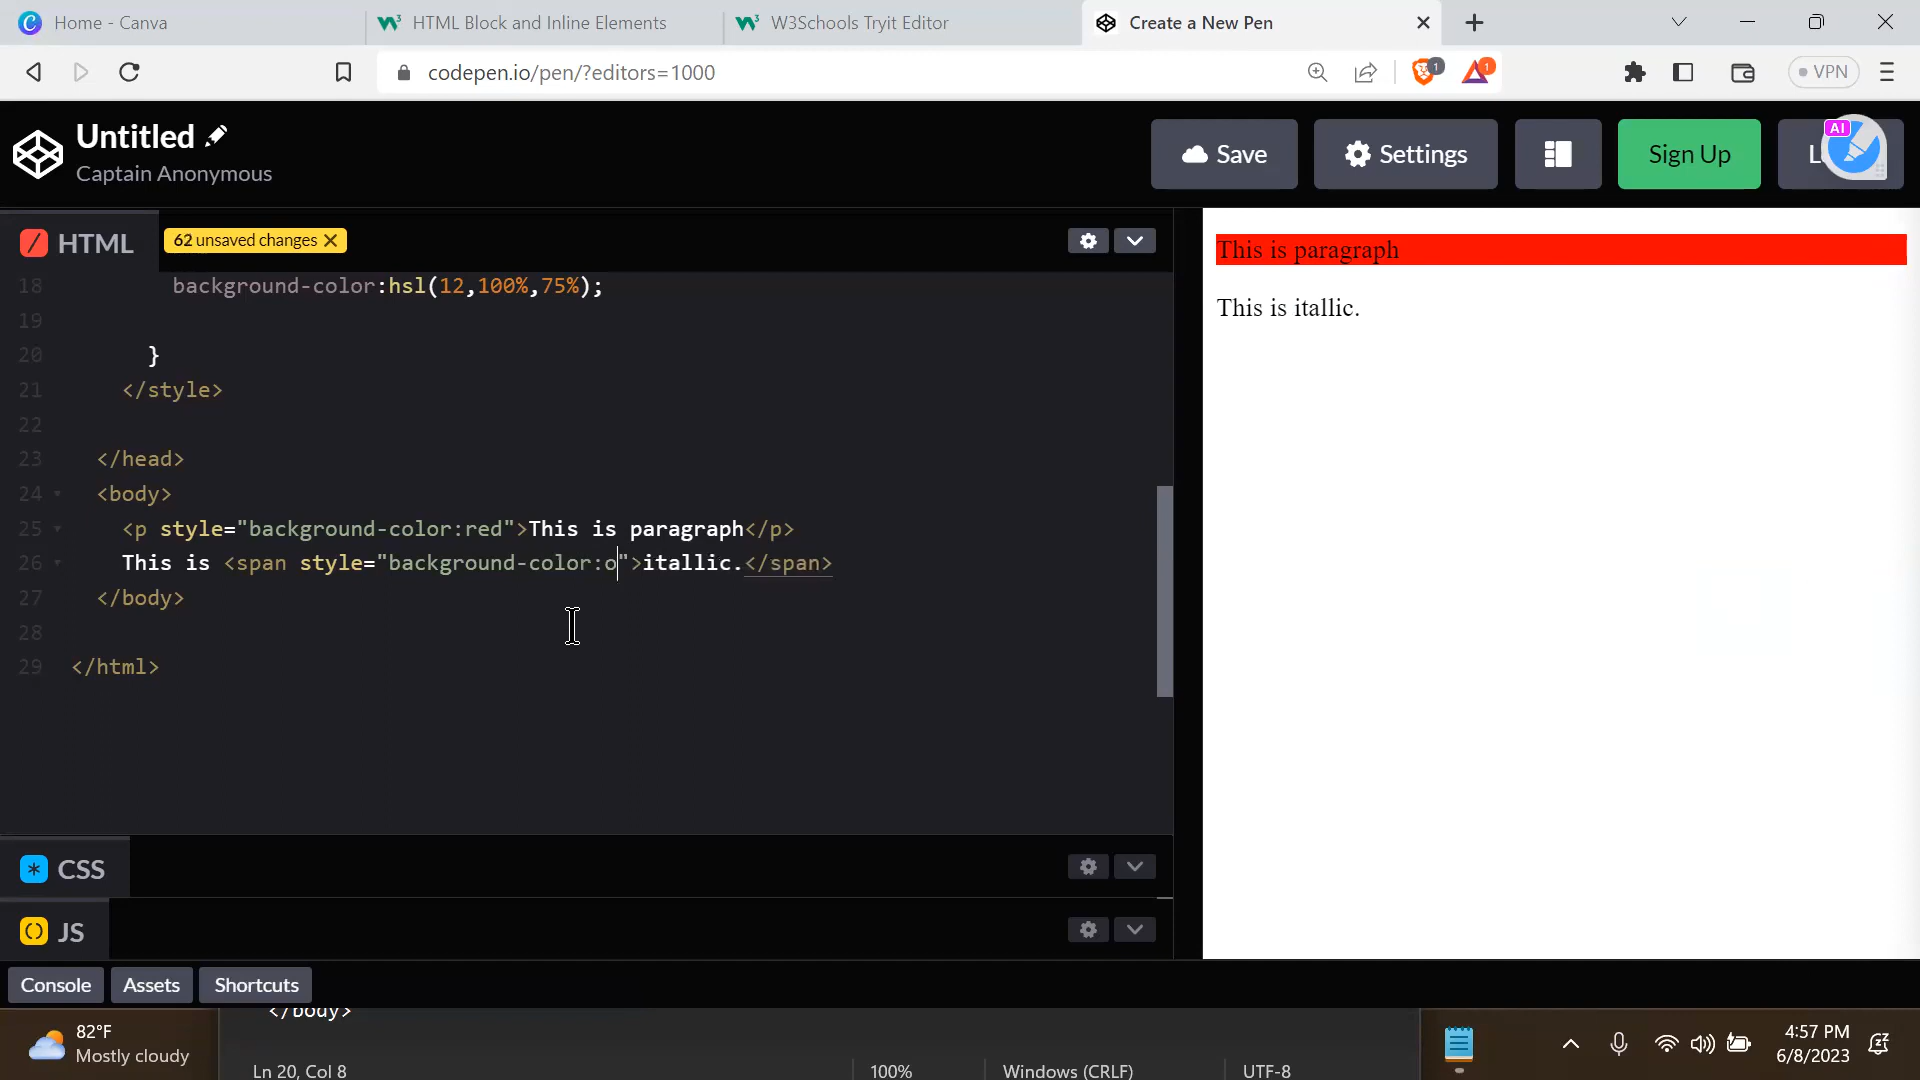 Home - Canva
HTML Block and Inline Elements
W3Schools Tryit Editor
Create a New Pen
codepen.io/pen/?editors=1000
1
1
VPN
Untitled
Captain Anonymous
Save
Settings
Sign Up
L
AI
HTML
62 unsaved changes
18 background-color:hsl(12,100%,75%);
19
20 }
21 </style>
22
23 </head>
24 <body>
25 <p style="background-color:red">This is paragraph</p>
26 This is <span style="background-color:o">itallic.</span>
27 </body>
28
29 </html>
This is paragraph
This is itallic.
CSS
JS
Console
Assets
Shortcuts
</body>
Ln 20, Col 8
100%
Windows (CRLF)
UTF-8
82°F
Mostly cloudy
4:57 PM
6/8/2023